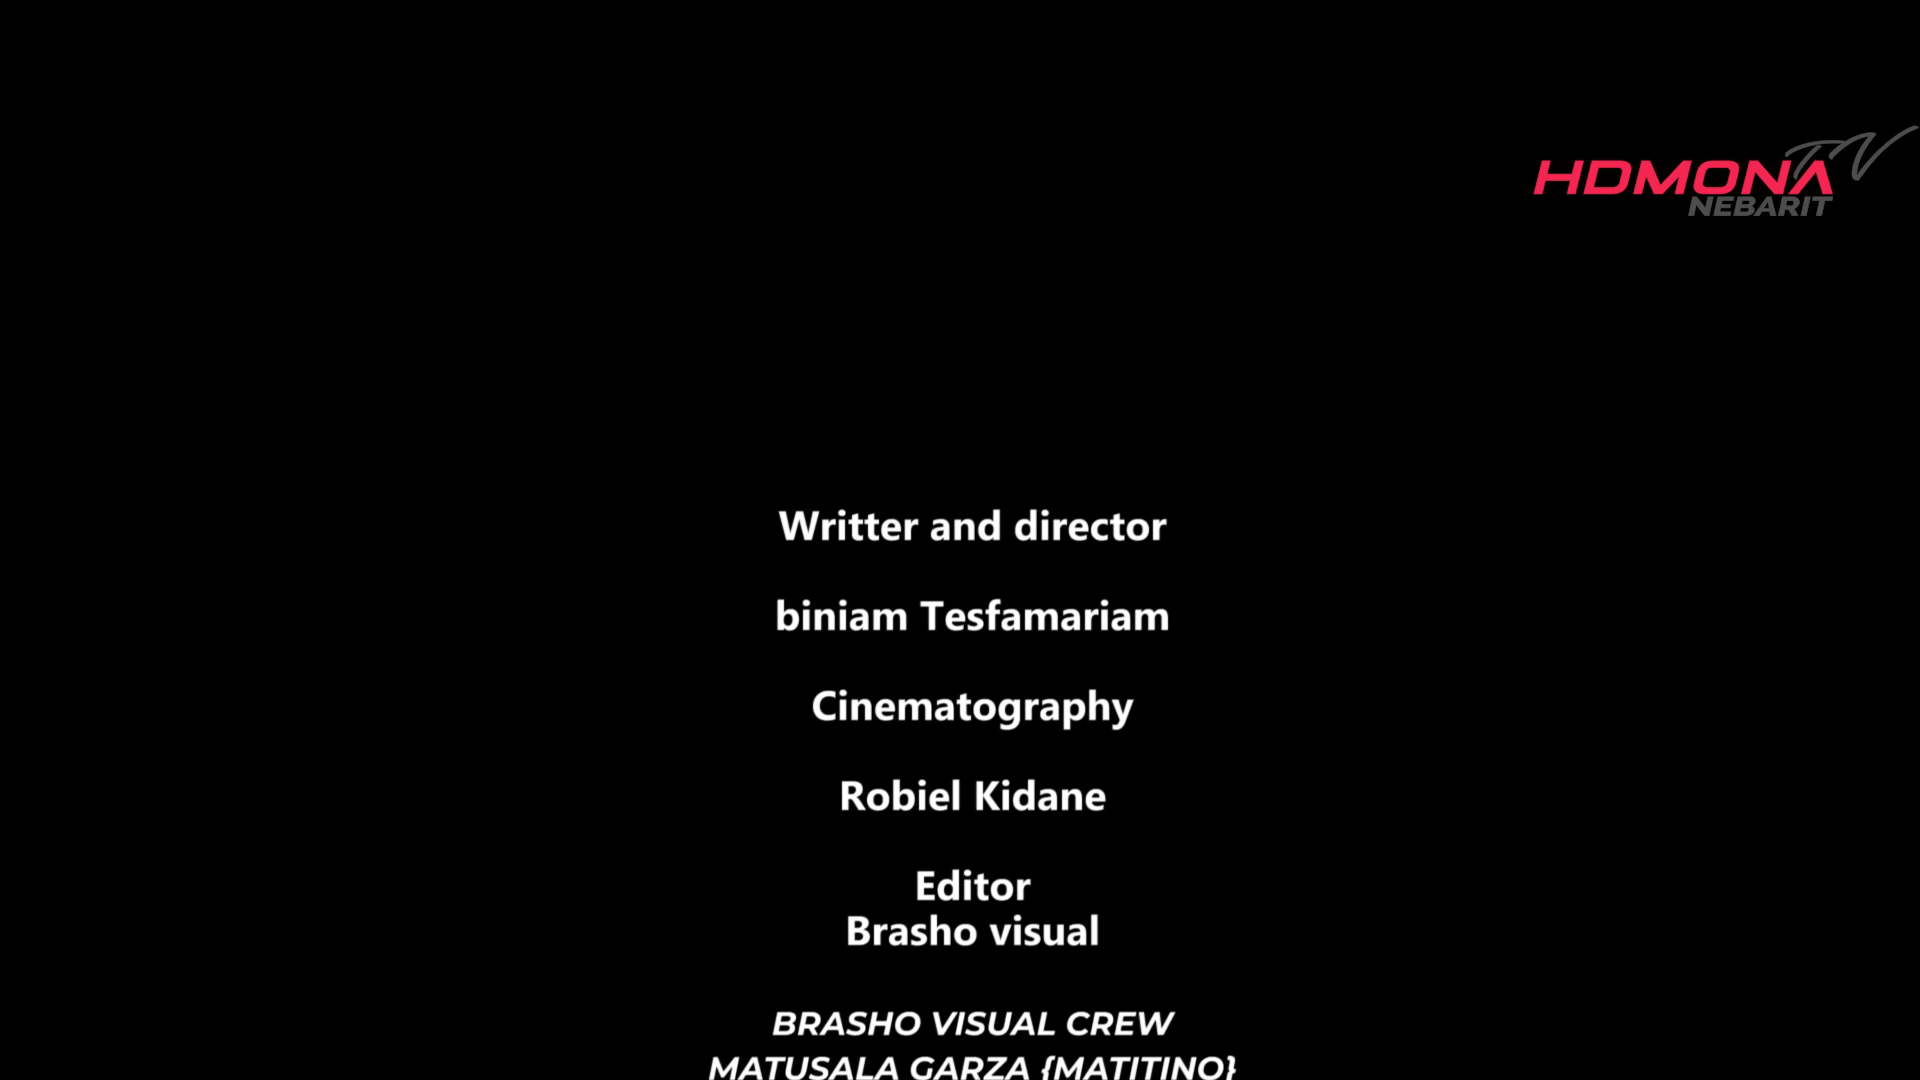 HDMONA TV
NEBARIT
Writter and director
biniam Tesfamariam
Cinematography
Robiel Kidane
Editor
Brasho visual
BRASHO VISUAL CREW
MATUSALA GARZA {MATITINO}